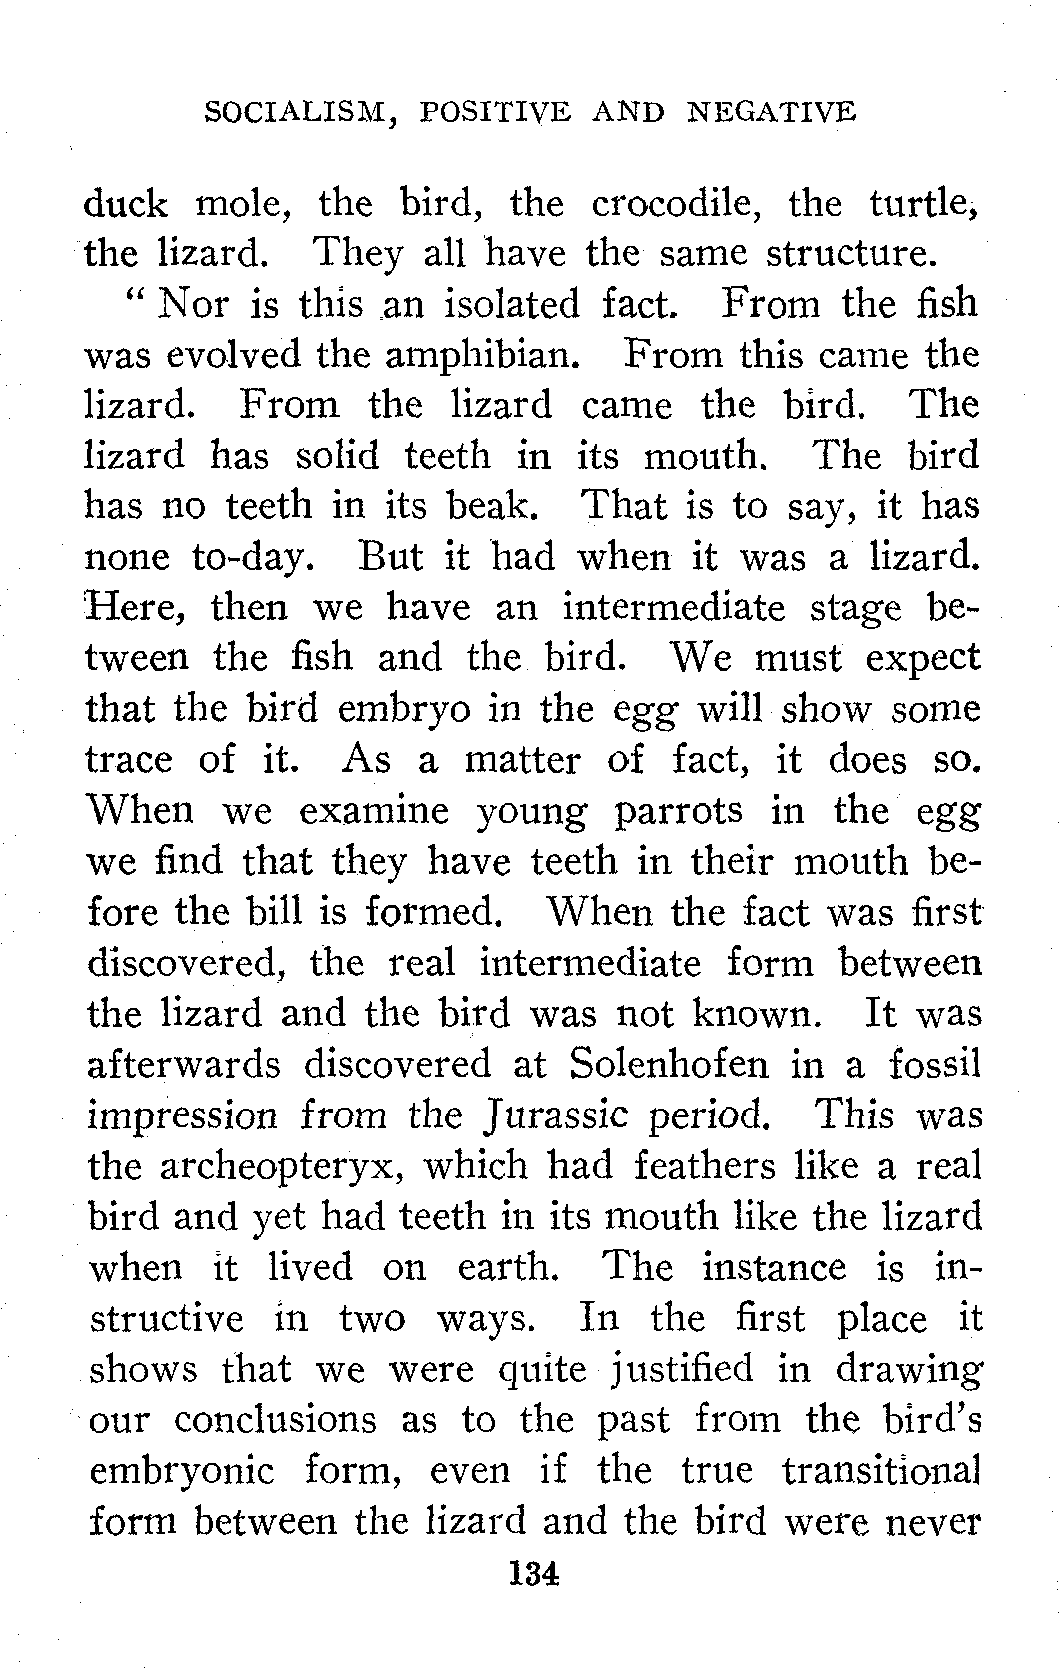 SOCIALISM, POSITIVE AND NEGATIVE
duck mole, the bird, the crocodile, the turtle,
the lizard. They all have the same structure.
“ Nor is this an isolated fact. From the fish
was evolved the amphibian. From this came the
lizard. From the lizard came the bird. The
lizard has solid teeth in its mouth. The bird
has no teeth in its beak. That is to say, it has
none to-day. But it had when it was a lizard.
Here, then we have an intermediate stage be-
tween the fish and the bird. We must expect
that the bird embryo in the egg will show some
trace of it. As a matter of fact, it does so.
When we examine young parrots in the egg
we find that they have teeth in their mouth be-
fore the bill is formed. When the fact was first
discovered, the real intermediate form between
the lizard and the bird was not known. It was
afterwards discovered at Solenhofen in a fossil
impression from the Jurassic period. This was
the archeopteryx, which had feathers like a real
bird and yet had teeth in its mouth like the lizard
when it lived on earth. The instance is in-
structive in two ways. In the first place it
shows that we were quite justified in drawing
our conclusions as to the past from the bird's
embryonic form, even if the true transitional
form between the lizard and the bird were never
134